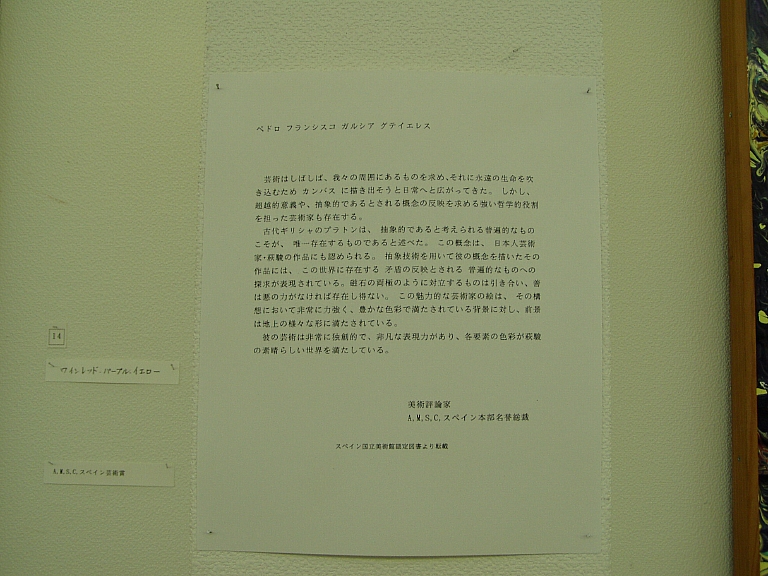 ペドロ フランシスコ ガルシア グテイエレス
芸術はしばしば、我々の周囲にあるものを求め、それに永遠の生命を吹
き込むため カンバス に描き出そうと日常へと広がってきた。 しかし、
超越的意義や、抽象的であるとされる概念の反映を求める強い哲学的役割
を担った芸術家も存在する。
古代ギリシャのプラトンは、 抽象的であると考えられる普遍的なもの
こそが、 唯一存在するものであると述べた。 この概念は、 日本人芸術
家・萩駿の作品にも認められる。 抽象技術を用いて彼の概念を描いたその
作品には、 この世界に存在する 矛盾の反映とされる 普遍的なものへの
探求が表現されている。磁石の両極のように対立するものは引き合い、善
は悪の力がなければ存在し得ない。 この魅力的な芸術家の絵は、 その構
想において非常に力強く、豊かな色彩で満たされている背景に対し、前景
は地上の様々な形に満たされている。
彼の芸術は非常に独創的で、非凡な表現力があり、各要素の色彩が萩駿
の素晴らしい世界を満たしている。
美術評論家
A.M.S.C.スペイン本部名誉総裁
スペイン国立美術館認定図書より転載
14
ワインレッド・パープル・イエロー
A.M.S.C.スペイン芸術賞